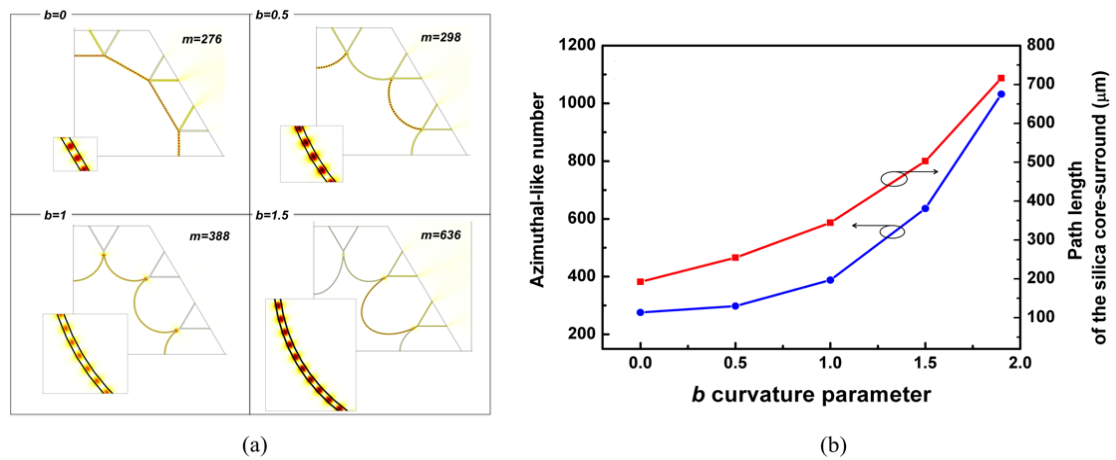 b=0
m=276
b=0.5
m=298
b=1
m=388
b=1.5
m=636
(a)
b)
1200
1000
800
600
400
200
Azimuthal-like number
0.0
0.5
1.0
1.5
2.0
b curvature parameter
800
700
600
500
400
300
200
100
Path length
of the silica core-surround (μm)
(b)